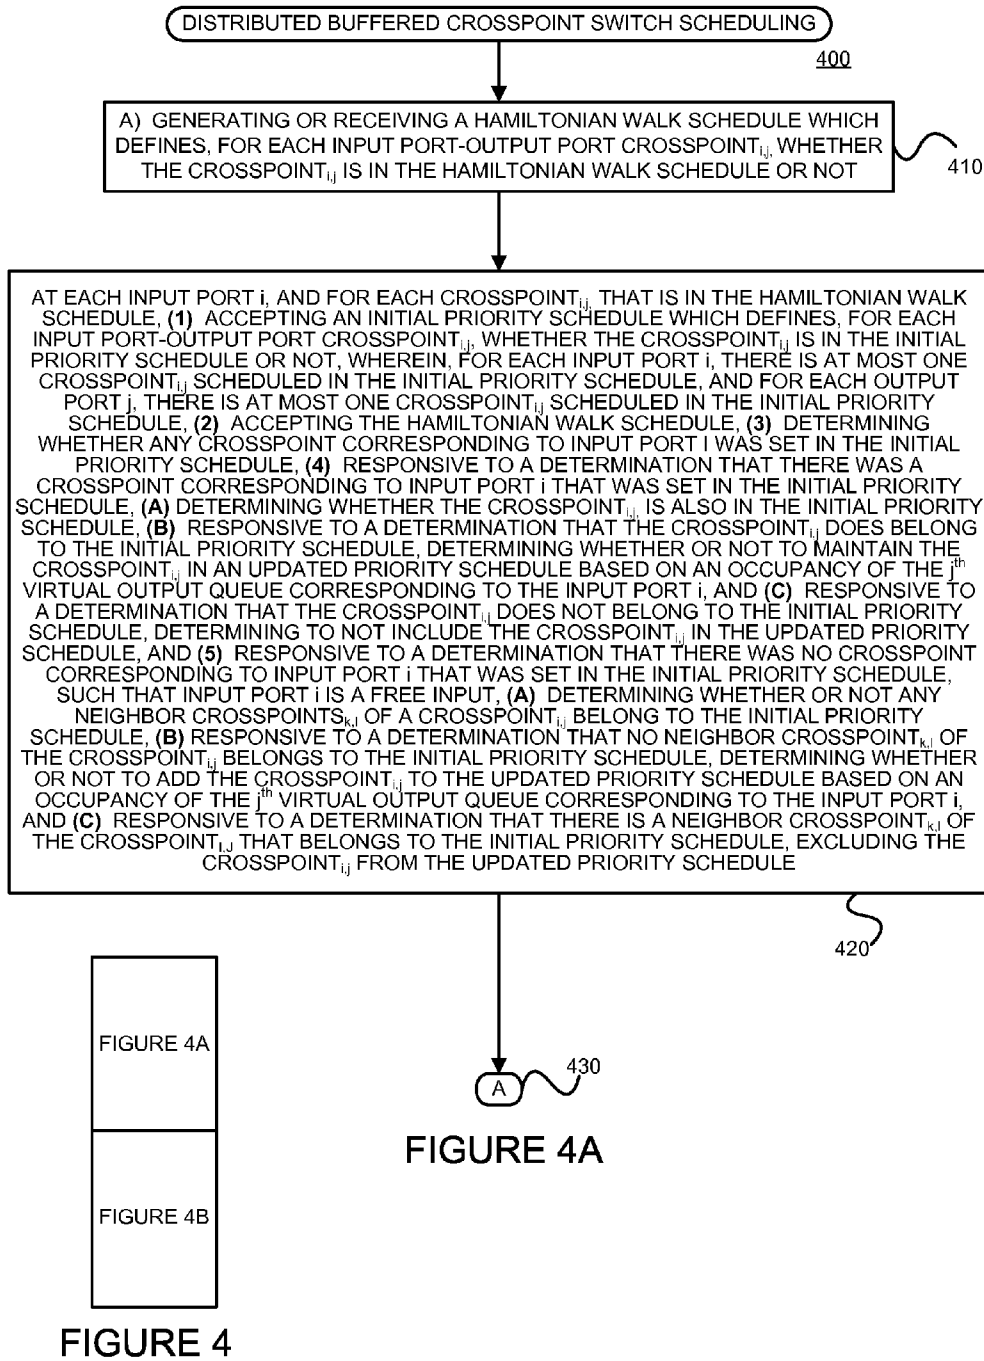 DISTRIBUTED BUFFERED CROSSPOINT SWITCH SCHEDULING
400
A) GENERATING OR RECEIVING A HAMILTONIAN WALK SCHEDULE WHICH
DEFINES, FOR EACH INPUT PORT-OUTPUT PORT CROSSPOINTi,j, WHETHER
THE CROSSPOINTi,j IS IN THE HAMILTONIAN WALK SCHEDULE OR NOT
410
AT EACH INPUT PORT i, AND FOR EACH CROSSPOINTi,j, THAT IS IN THE HAMILTONIAN WALK
SCHEDULE, (1) ACCEPTING AN INITIAL PRIORITY SCHEDULE WHICH DEFINES, FOR EACH
INPUT PORT-OUTPUT PORT CROSSPOINTi,j, WHETHER THE CROSSPOINTi,j IS IN THE INITIAL
PRIORITY SCHEDULE OR NOT, WHEREIN, FOR EACH INPUT PORT i, THERE IS AT MOST ONE
CROSSPOINTi,j SCHEDULED IN THE INITIAL PRIORITY SCHEDULE, AND FOR EACH OUTPUT
PORT j, THERE IS AT MOST ONE CROSSPOINTi,j SCHEDULED IN THE INITIAL PRIORITY
SCHEDULE, (2) ACCEPTING THE HAMILTONIAN WALK SCHEDULE, (3) DETERMINING
WHETHER ANY CROSSPOINT CORRESPONDING TO INPUT PORT I WAS SET IN THE INITIAL
PRIORITY SCHEDULE, (4) RESPONSIVE TO A DETERMINATION THAT THERE WAS A
CROSSPOINT CORRESPONDING TO INPUT PORT i THAT WAS SET IN THE INITIAL PRIORITY
SCHEDULE, (A) DETERMINING WHETHER THE CROSSPOINTi,j, IS ALSO IN THE INITIAL PRIORITY
SCHEDULE, (B) RESPONSIVE TO A DETERMINATION THAT THE CROSSPOINTi,j DOES BELONG
TO THE INITIAL PRIORITY SCHEDULE, DETERMINING WHETHER OR NOT TO MAINTAIN THE
CROSSPOINTi,j IN AN UPDATED PRIORITY SCHEDULE BASED ON AN OCCUPANCY OF THE jth
VIRTUAL OUTPUT QUEUE CORRESPONDING TO THE INPUT PORT i, AND (C) RESPONSIVE TO
A DETERMINATION THAT THE CROSSPOINTi,j DOES NOT BELONG TO THE INITIAL PRIORITY
SCHEDULE, DETERMINING TO NOT INCLUDE THE CROSSPOINTi,j IN THE UPDATED PRIORITY
SCHEDULE, AND (5) RESPONSIVE TO A DETERMINATION THAT THERE WAS NO CROSSPOINT
CORRESPONDING TO INPUT PORT i THAT WAS SET IN THE INITIAL PRIORITY SCHEDULE,
SUCH THAT INPUT PORT i IS A FREE INPUT, (A) DETERMINING WHETHER OR NOT ANY
NEIGHBOR CROSSPOINTSk,l OF A CROSSPOINTi,j BELONG TO THE INITIAL PRIORITY
SCHEDULE, (B) RESPONSIVE TO A DETERMINATION THAT NO NEIGHBOR CROSSPOINTk,l OF
THE CROSSPOINTi,j BELONGS TO THE INITIAL PRIORITY SCHEDULE, DETERMINING WHETHER
OR NOT TO ADD THE CROSSPOINTi,j TO THE UPDATED PRIORITY SCHEDULE BASED ON AN
OCCUPANCY OF THE jth VIRTUAL OUTPUT QUEUE CORRESPONDING TO THE INPUT PORT i,
AND (C) RESPONSIVE TO A DETERMINATION THAT THERE IS A NEIGHBOR CROSSPOINTk,l OF
THE CROSSPOINTI,J THAT BELONGS TO THE INITIAL PRIORITY SCHEDULE, EXCLUDING THE
CROSSPOINTi,j FROM THE UPDATED PRIORITY SCHEDULE
420
FIGURE 4A
430
A
FIGURE 4A
FIGURE 4B
FIGURE 4